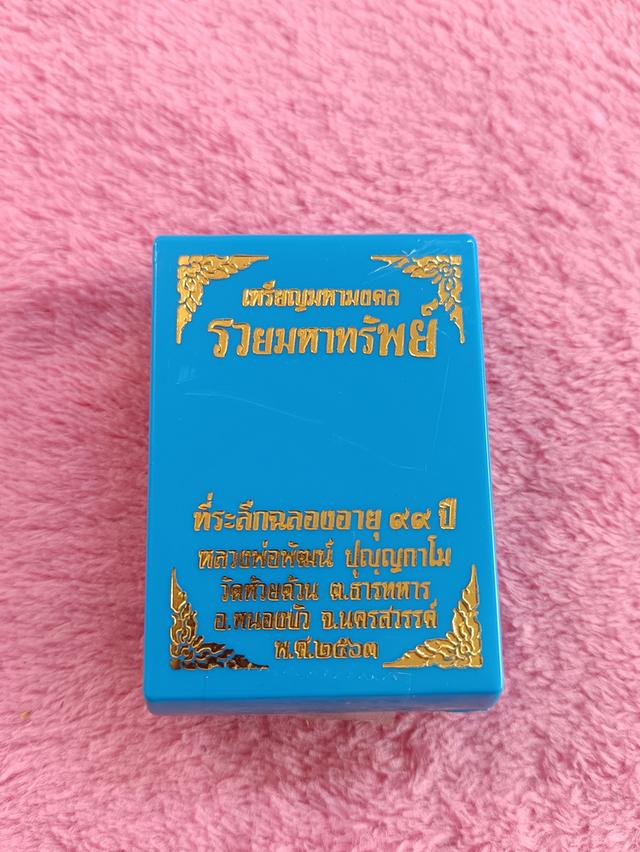 เหรียญมหามงคล
รวยมหาทรัพย์
ที่ระลึกฉลองอายุ ๙๙ ปี
หลวงพ่อพัฒน์ ปุญญกาโม
วัดห้วยด้วน ต.ธารทหาร
อ.หนองบัว จ.นครสวรรค์
พ.ศ.๒๕๖๓